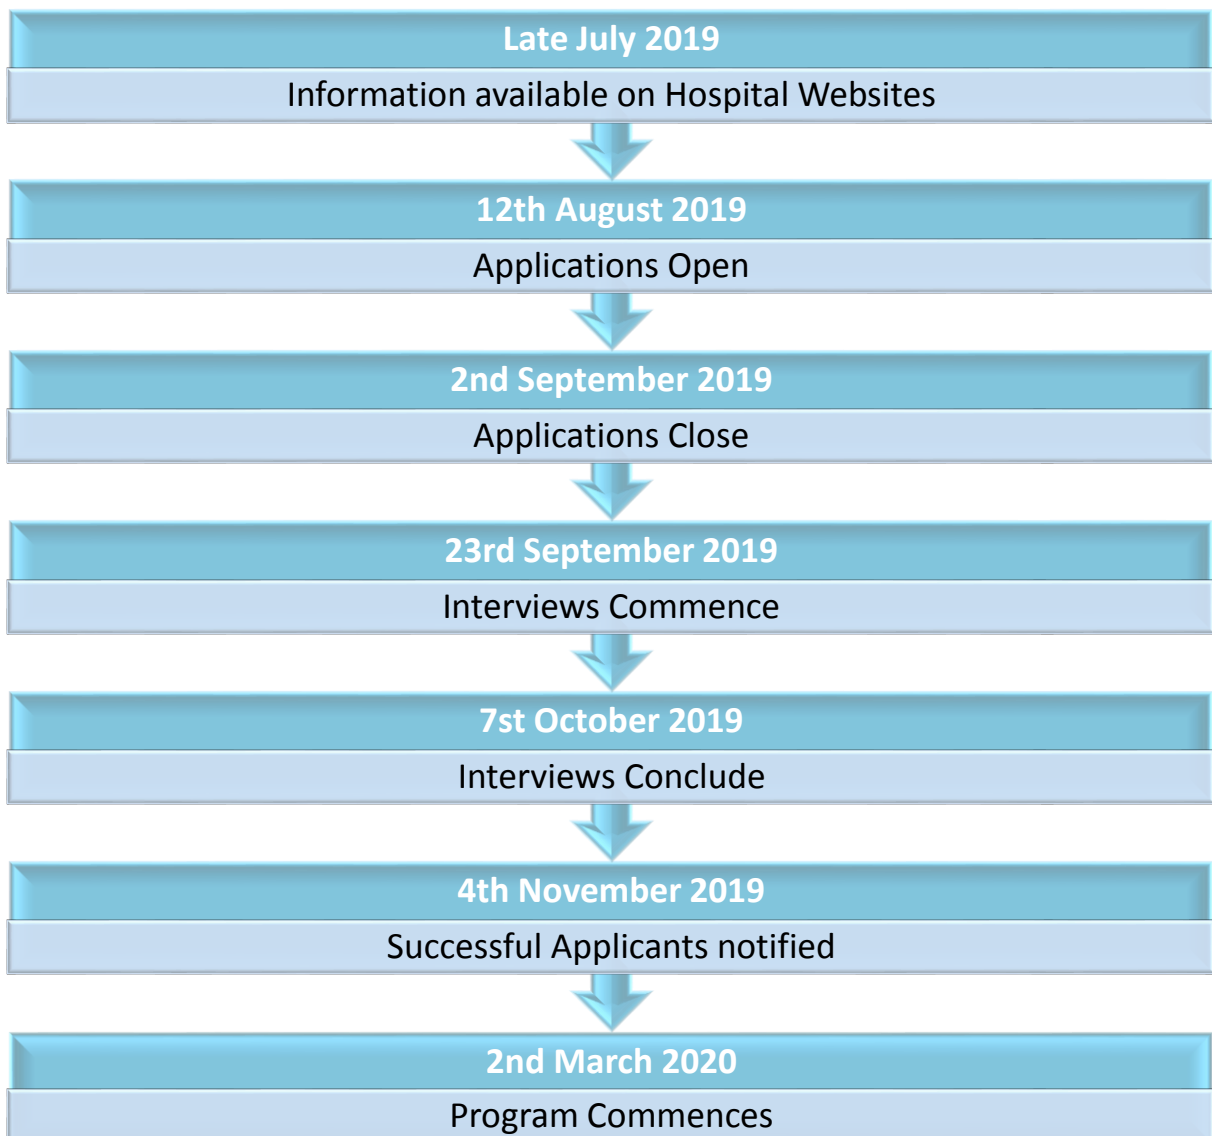 Late July 2019
Information available on Hospital Websites
12th August 2019
Applications Open
2nd September 2019
Applications Close
23rd September 2019
Interviews Commence
7st October 2019
Interviews Conclude
4th November 2019
Successful Applicants notified
2nd March 2020
Program Commences